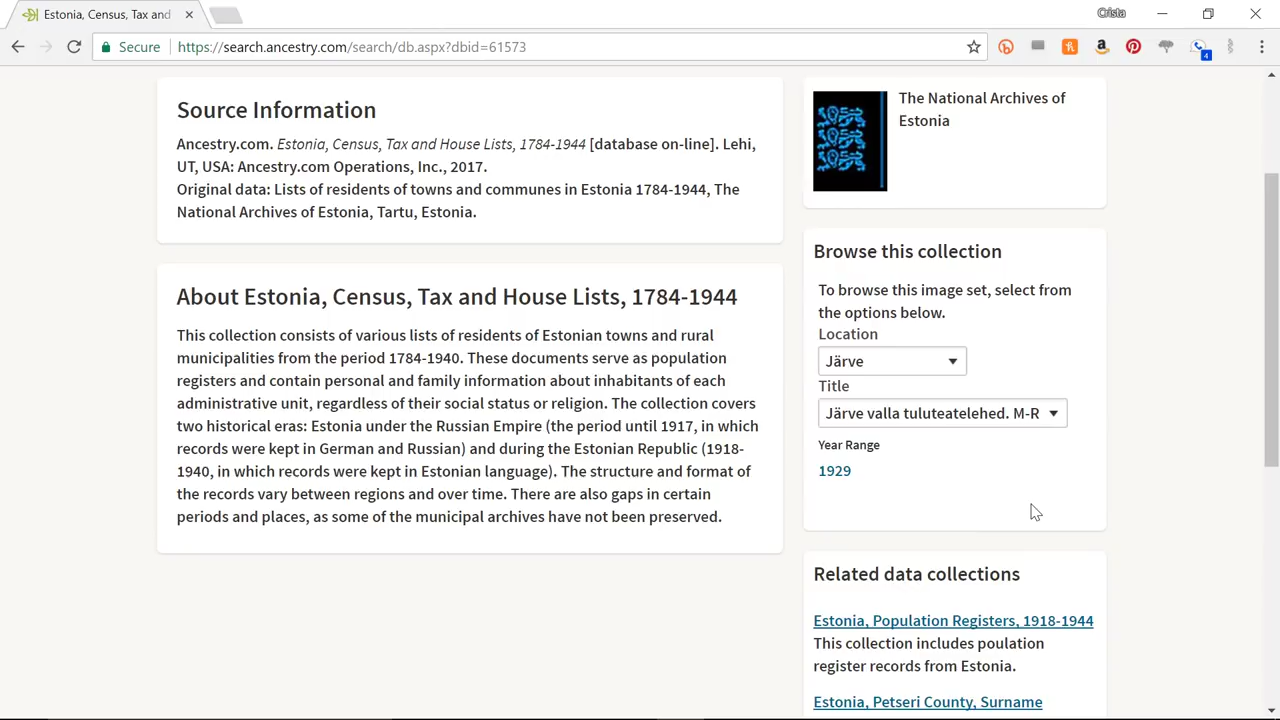 Estonia, Census, Tax and
Crista
Secure
https://search.ancestry.com/search/db.aspx?dbid=61573
4
Source Information
Ancestry.com. Estonia, Census, Tax and House Lists, 1784-1944 [database on-line]. Lehi,
UT, USA: Ancestry.com Operations, Inc., 2017.
Original data: Lists of residents of towns and communes in Estonia 1784-1944, The
National Archives of Estonia, Tartu, Estonia.
About Estonia, Census, Tax and House Lists, 1784-1944
This collection consists of various lists of residents of Estonian towns and rural
municipalities from the period 1784-1940. These documents serve as population
registers and contain personal and family information about inhabitants of each
administrative unit, regardless of their social status or religion. The collection covers
two historical eras: Estonia under the Russian Empire (the period until 1917, in which
records were kept in German and Russian) and during the Estonian Republic (1918-
1940, in which records were kept in Estonian language). The structure and format of
the records vary between regions and over time. There are also gaps in certain
periods and places, as some of the municipal archives have not been preserved.
The National Archives of
Estonia
Browse this collection
To browse this image set, select from
the options below.
Location
Järve
Title
Järve valla tuluteatelehed. M-R
Year Range
1929
Related data collections
Estonia, Population Registers, 1918-1944
This collection includes poulation
register records from Estonia.
Estonia, Petseri County, Surname